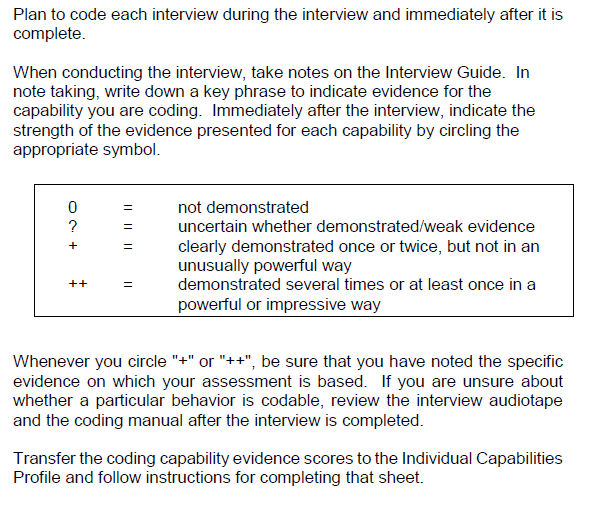 Plan to code each interview during the interview and immediately after it is
complete.
When conducting the interview, take notes on the Interview Guide.  In
note taking, write down a key phrase to indicate evidence for the
capability you are coding.  Immediately after the interview, indicate the
strength of the evidence presented for each capability by circling the
appropriate symbol.
0 = not demonstrated
? = uncertain whether demonstrated/weak evidence
+ = clearly demonstrated once or twice, but not in an
unusually powerful way
++ = demonstrated several times or at least once in a
powerful or impressive way
Whenever you circle "+" or "++", be sure that you have noted the specific
evidence on which your assessment is based.  If you are unsure about
whether a particular behavior is codable, review the interview audiotape
and the coding manual after the interview is completed.
Transfer the coding capability evidence scores to the Individual Capabilities
Profile and follow instructions for completing that sheet.